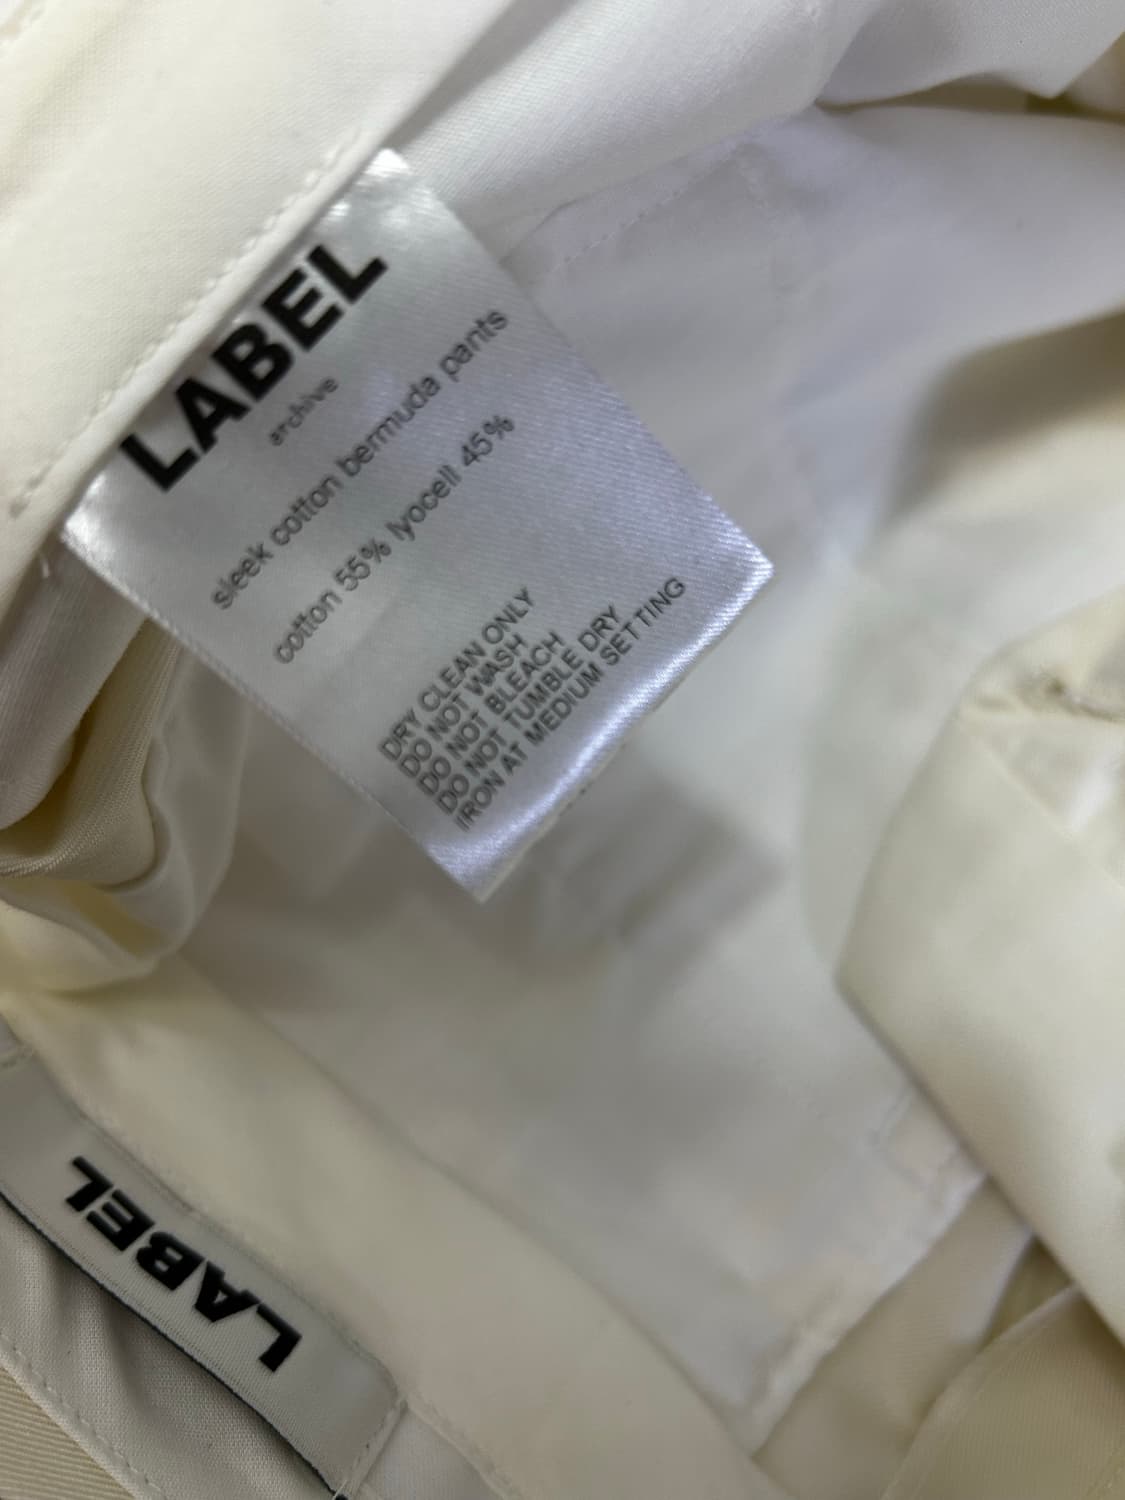 LABEL
archive
sleek cotton bermuda pants
cotton 55% lyocell 45%
DRY CLEAN ONLY
DO NOT WASH
DO NOT BLEACH
DO NOT TUMBLE DRY
IRON AT MEDIUM SETTING
LABEL